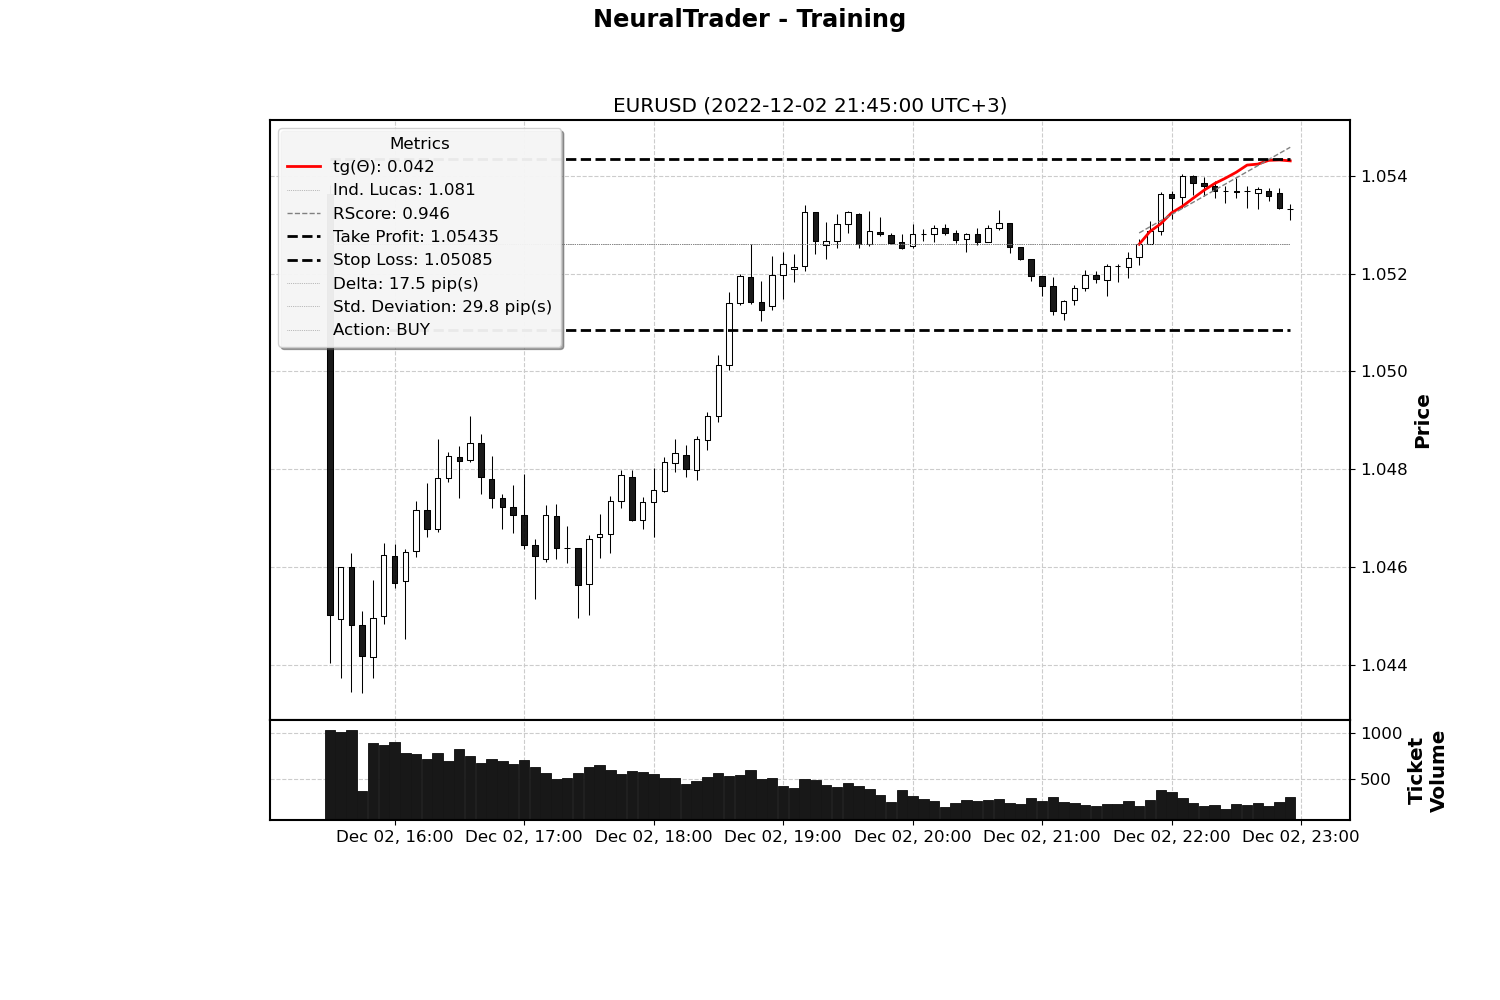 NeuralTrader - Training
EURUSD (2022-12-02 21:45:00 UTC+3)
Metrics
tg(Θ): 0.042
Ind. Lucas: 1.081
RScore: 0.946
Take Profit: 1.05435
Stop Loss: 1.05085
Delta: 17.5 pip(s)
Std. Deviation: 29.8 pip(s)
Action: BUY
1.054
1.052
1.050
1.048
1.046
1.044
Price
1000
500
Ticket
Volume
Dec 02, 16:00
Dec 02, 17:00
Dec 02, 18:00
Dec 02, 19:00
Dec 02, 20:00
Dec 02, 21:00
Dec 02, 22:00
Dec 02, 23:00